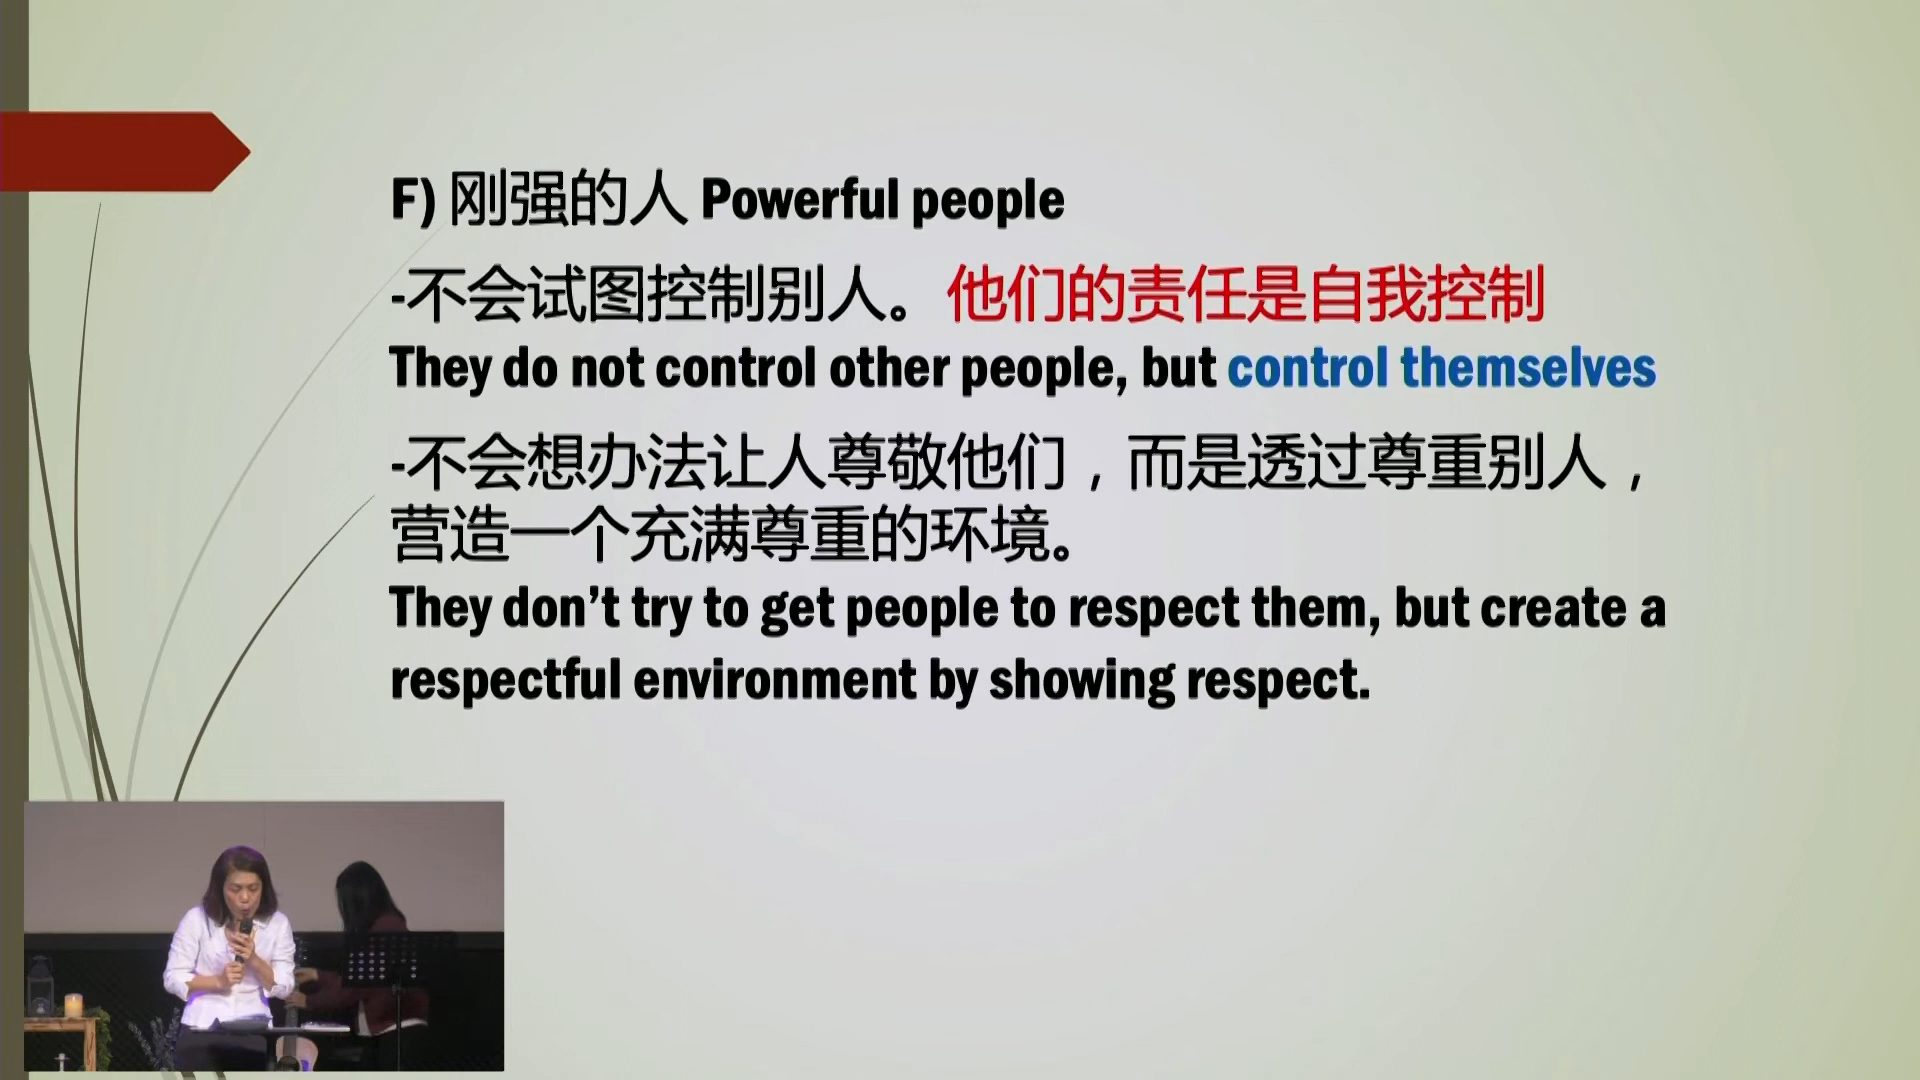 F) 刚强的人 Powerful people
-不会试图控制别人。他们的责任是自我控制
They do not control other people, but control themselves
-不会想办法让人尊敬他们，而是透过尊重别人，
营造一个充满尊重的环境。
They don’t try to get people to respect them, but create a
respectful environment by showing respect.